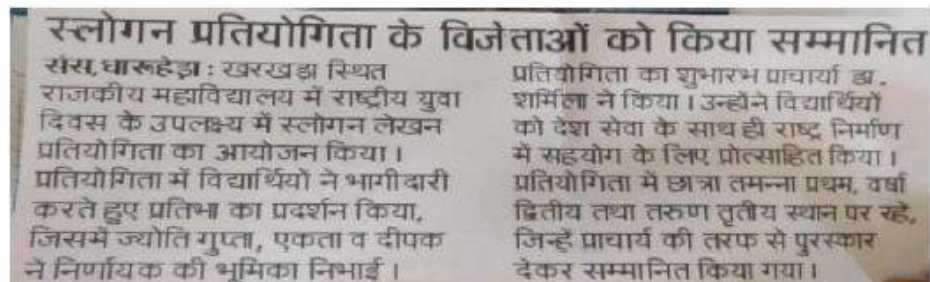 स्लोगन प्रतियोगिता के विजेताओं को किया सम्मानित
संस, धारूहेड़ा : खरखड़ा स्थित
राजकीय महाविद्यालय में राष्ट्रीय युवा
दिवस के उपलक्ष्य में स्लोगन लेखन
प्रतियोगिता का आयोजन किया।
प्रतियोगिता में विद्यार्थियों ने भागीदारी
करते हुए प्रतिभा का प्रदर्शन किया,
जिसमें ज्योति गुप्ता, एकता व दीपक
ने निर्णायक की भूमिका निभाई।
प्रतियोगिता का शुभारंभ प्राचार्या डा.
शर्मिला ने किया। उन्होंने विद्यार्थियों
को देश सेवा के साथ ही राष्ट्र निर्माण
में सहयोग के लिए प्रोत्साहित किया।
प्रतियोगिता में छात्रा तमन्ना प्रथम, वर्षा
द्वितीय तथा तरुण तृतीय स्थान पर रहे,
जिन्हें प्राचार्य की तरफ से पुरस्कार
देकर सम्मानित किया गया।